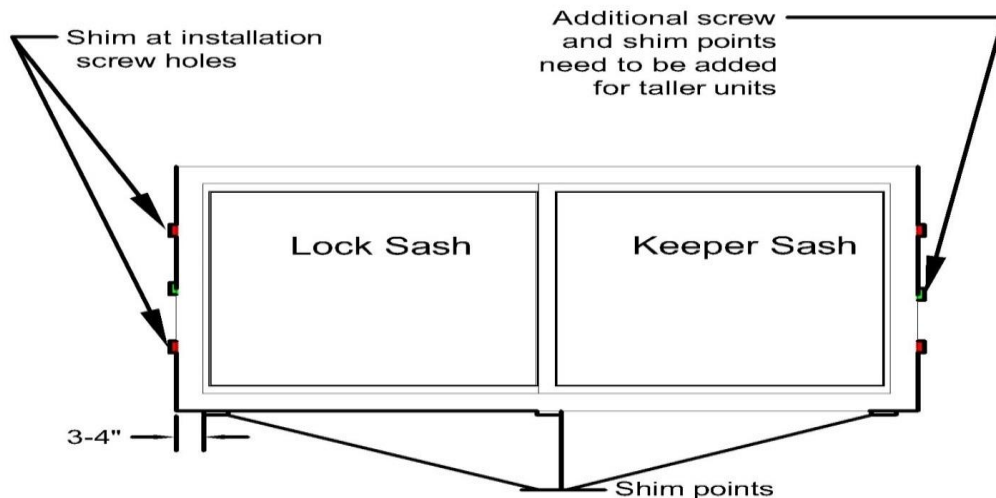 Shim at installation
screw holes
Additional screw
and shim points
need to be added
for taller units
Lock Sash
Keeper Sash
3-4"
Shim points